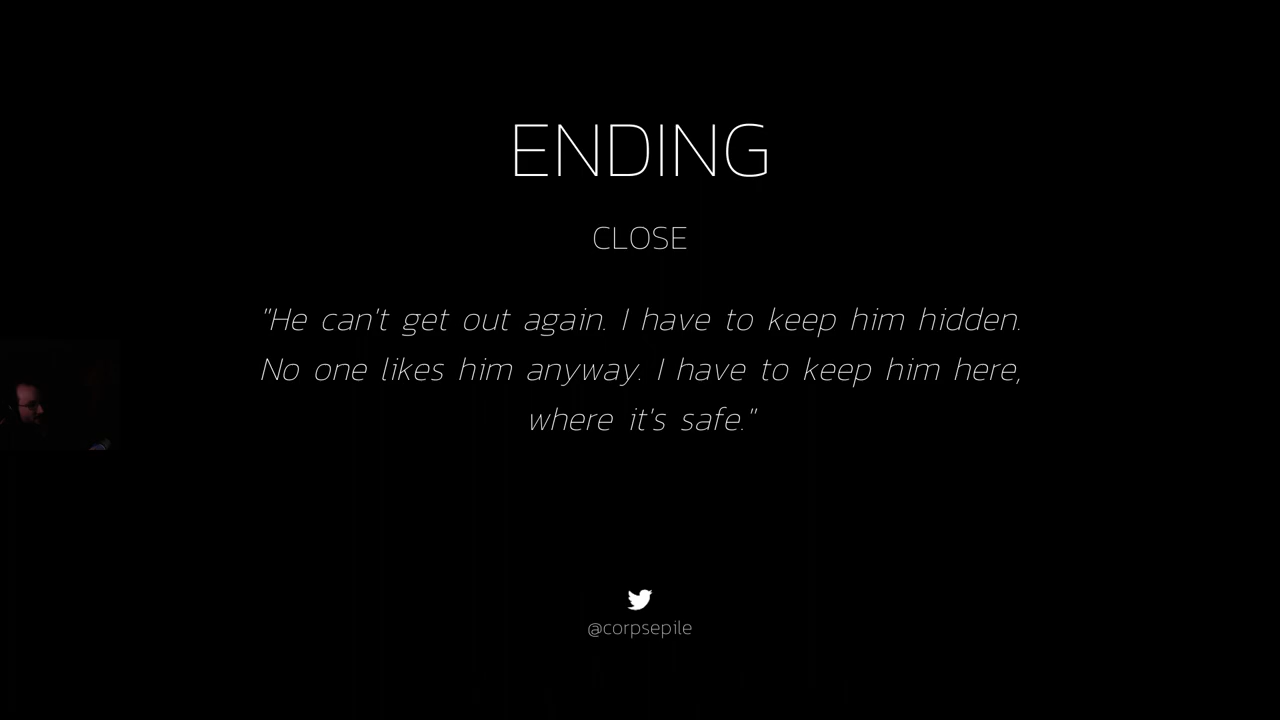 ENDING
CLOSE
"He can't get out again. I have to keep him hidden.
No one likes him anyway. I have to keep him here,
where it's safe."
@corpsepile